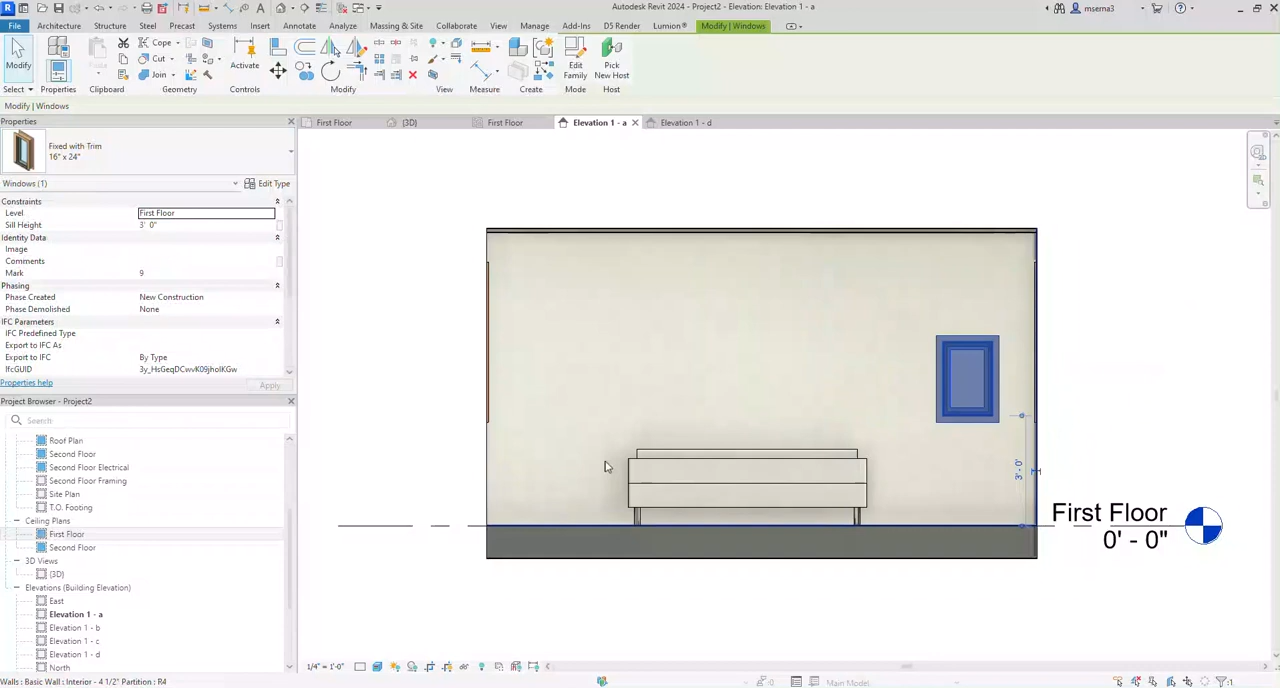 Autodesk Revit 2024 - Project2 - Elevation: Elevation 1 - a
mserna3
File Architecture Structure Steel Precast Systems Insert Annotate Analyze Massing & Site Collaborate View Manage Add-Ins D5 Render Lumion® Modify | Windows
Cope
Cut
Join
Modify Properties Paste Activate Edit Family Pick New Host
Select Properties Clipboard Geometry Controls Modify View Measure Create Mode Host
Modify | Windows
Properties
First Floor {3D} First Floor Elevation 1 - a Elevation 1 - d
Fixed with Trim
16" x 24"
Windows (1) Edit Type
Constraints
Level First Floor
Sill Height 3' 0"
Identity Data
Image
Comments
Mark 9
Phasing
Phase Created New Construction
Phase Demolished None
IFC Parameters
IFC Predefined Type
Export to IFC As
Export to IFC By Type
Properties help Apply
Project Browser - Project2
Search
Roof Plan
Second Floor
Second Floor Electrical
Second Floor Framing
Site Plan
T.O. Footing
Ceiling Plans
First Floor
Second Floor
3D Views
{3D}
Elevations (Building Elevation)
East
Elevation 1 - a
Elevation 1 - b
Elevation 1 - c
Elevation 1 - d
North
3' - 0"
First Floor
0' - 0"
1/4" = 1'-0"
Walls : Basic Wall : Interior - 4 1/2" Partition : R4
:0
Main Model
:1